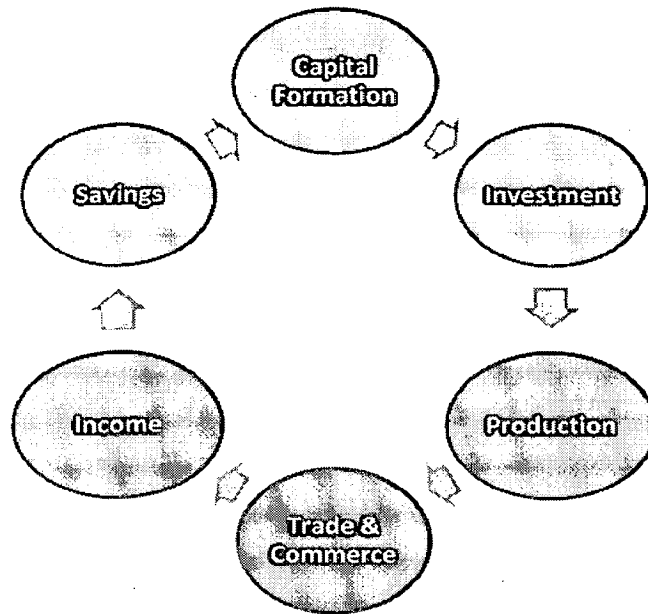 Capital
Formation
Savings
Investment
Income
Production
Trade &
Commerce